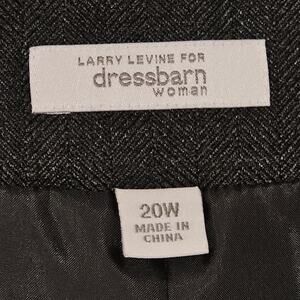 LARRY LEVINE FOR
dressbarn
woman
20W
MADE IN
CHINA